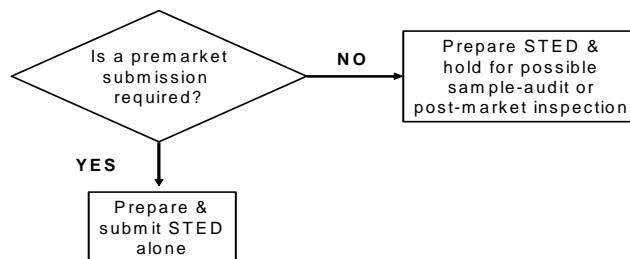 Is a premarket
submission
required?
NO
Prepare STED &
hold for possible
sample-audit or
post-market inspection
YES
Prepare &
submit STED
alone